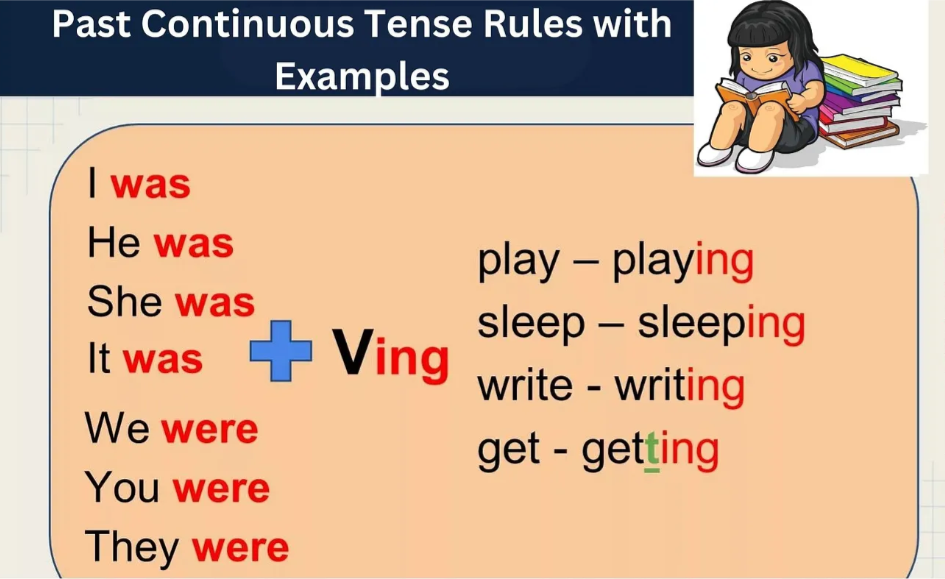 Past Continuous Tense Rules with
Examples
I was
He was
She was
It was
We were
You were
They were
Ving
play – playing
sleep – sleeping
write - writing
get - getting